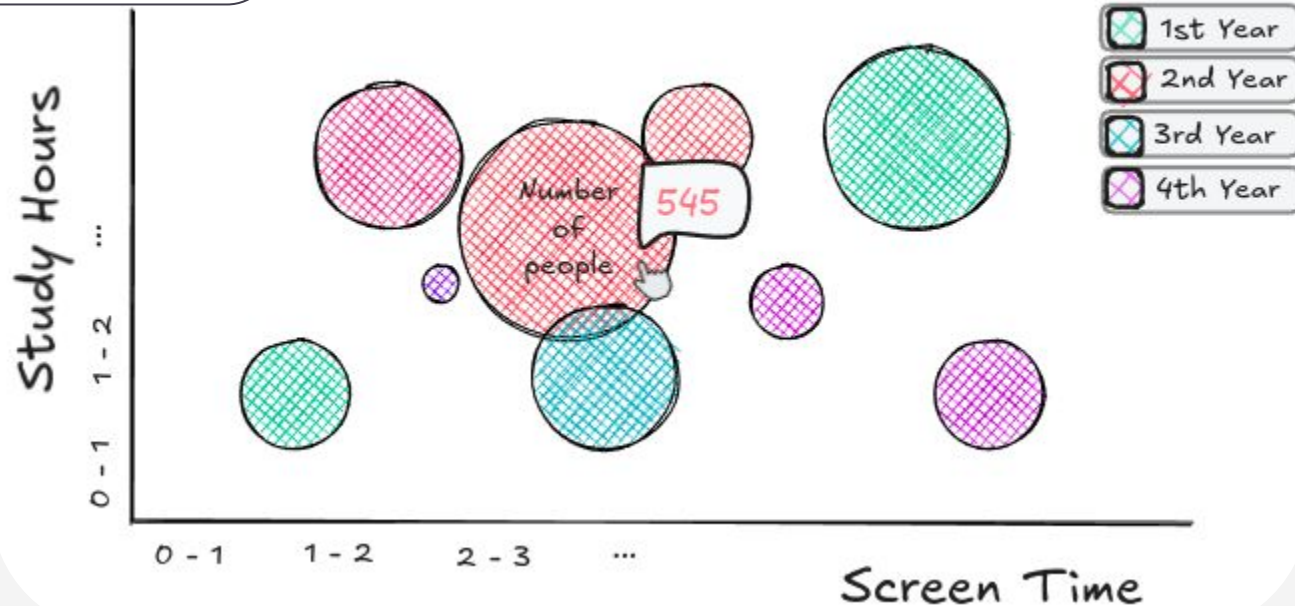 1st Year
2nd Year
3rd Year
4th Year
Study Hours
...
1 - 2
0 - 1
Number
of
people
545
0 - 1
1 - 2
2 - 3
...
Screen Time